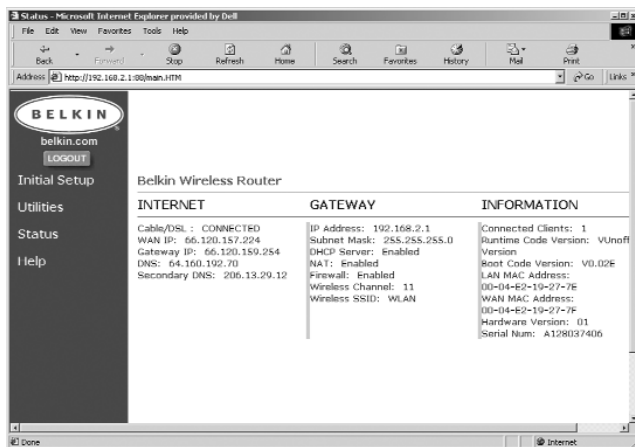 Status - Microsoft Internet Explorer provided by Dell
File Edit View Favorites Tools Help
Back Forward Stop Refresh Home Search Favorites History Mail Print
Address http://192.168.2.1:88/main.HTM Go Links
BELKIN
belkin.com
LOGOUT
Initial Setup
Utilities
Status
Help
Belkin Wireless Router
INTERNET
Cable/DSL : CONNECTED
WAN IP: 66.120.157.224
Gateway IP: 66.120.159.254
DNS: 64.160.192.70
Secondary DNS: 206.13.29.12
GATEWAY
IP Address: 192.168.2.1
Subnet Mask: 255.255.255.0
DHCP Server: Enabled
NAT: Enabled
Firewall: Enabled
Wireless Channel: 11
Wireless SSID: WLAN
INFORMATION
Connected Clients: 1
Runtime Code Version: VUnoff
Version
Boot Code Version: V0.02E
LAN MAC Address:
00-04-E2-19-27-7E
WAN MAC Address:
00-04-E2-19-27-7F
Hardware Version: 01
Serial Num: A128037406
Done Internet